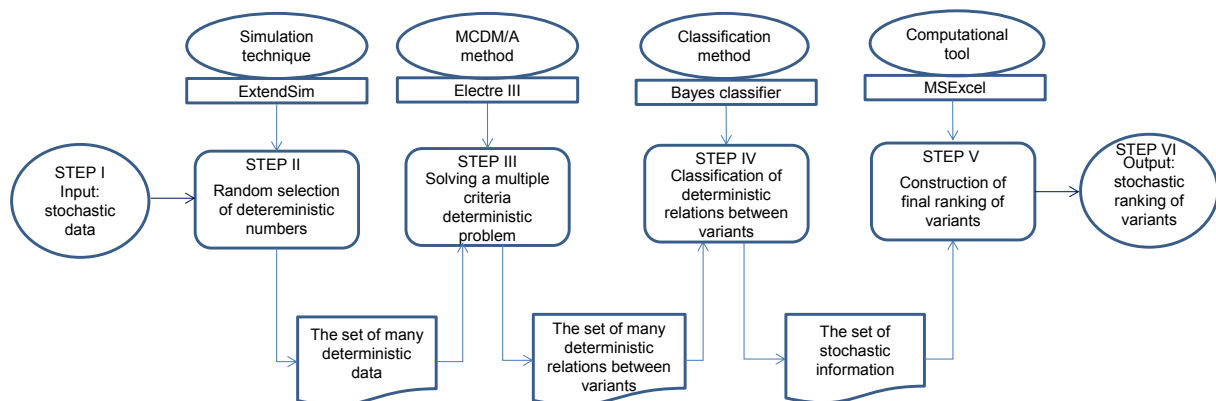 Simulation
technique
ExtendSim
MCDM/A
method
Electre III
Classification
method
Bayes classifier
Computational
tool
MSExcel
STEP I
Input:
stochastic
data
STEP II
Random selection
of detereministic
numbers
STEP III
Solving a multiple
criteria
deterministic
problem
STEP IV
Classification of
deterministic
relations between
variants
STEP V
Construction of
final ranking of
variants
STEP VI
Output:
stochastic
ranking of
variants
The set of many
deterministic
data
The set of many
deterministic
relations between
variants
The set of
stochastic
information